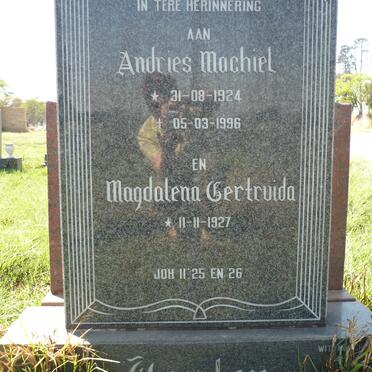 IN TERE HERINNERING
AAN
Andries Machiel
* 31-08-1924
† 05-03-1996
EN
Magdalena Gertruida
* 11-11-1927
JOH 11:25 EN 26